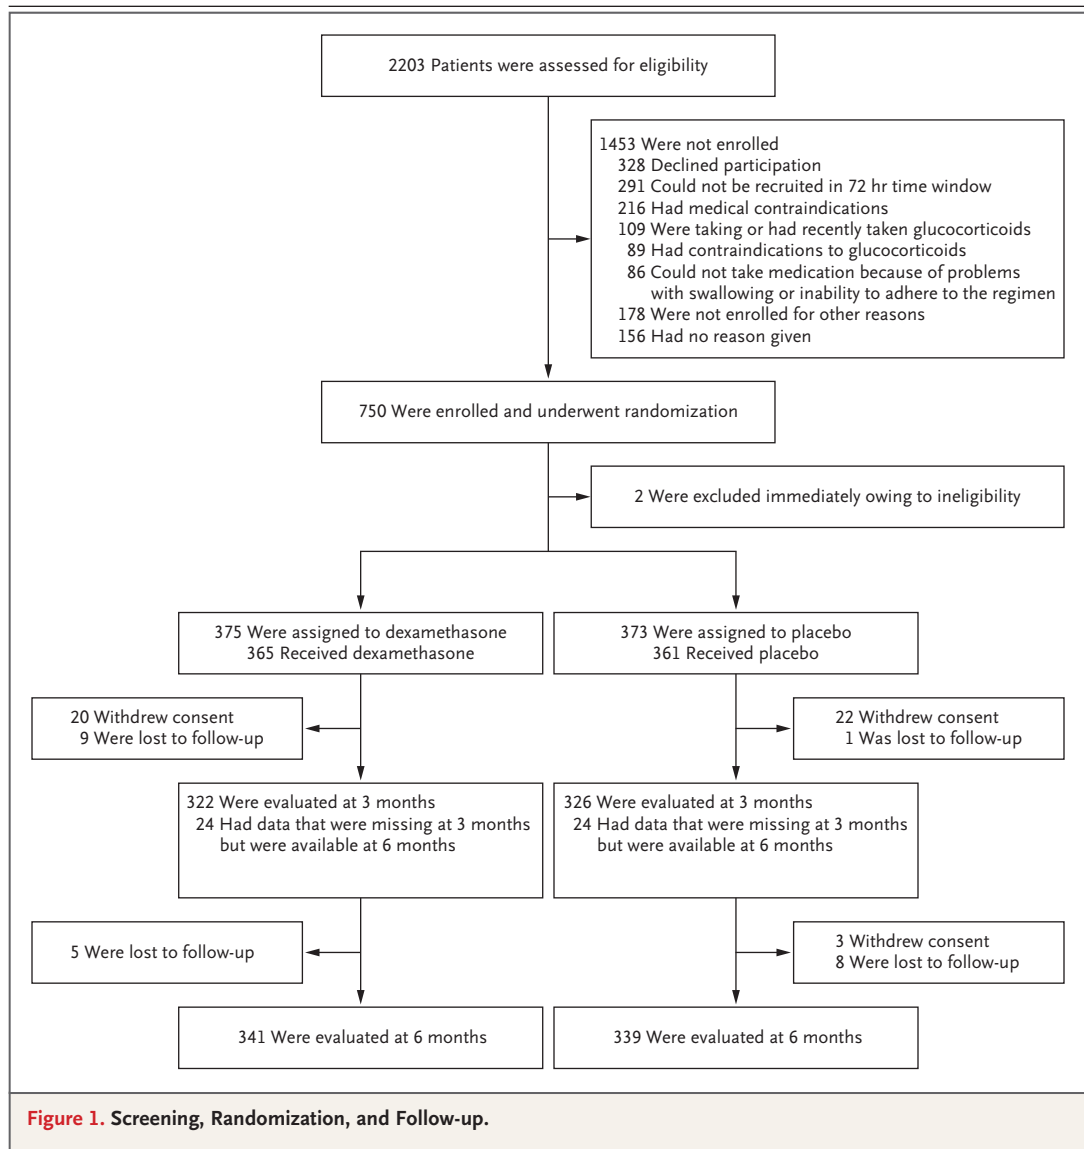 2203 Patients were assessed for eligibility
1453 Were not enrolled
328 Declined participation
291 Could not be recruited in 72 hr time window
216 Had medical contraindications
109 Were taking or had recently taken glucocorticoids
89 Had contraindications to glucocorticoids
86 Could not take medication because of problems
with swallowing or inability to adhere to the regimen
178 Were not enrolled for other reasons
156 Had no reason given
750 Were enrolled and underwent randomization
2 Were excluded immediately owing to ineligibility
375 Were assigned to dexamethasone
365 Received dexamethasone
373 Were assigned to placebo
361 Received placebo
20 Withdrew consent
9 Were lost to follow-up
22 Withdrew consent
1 Was lost to follow-up
322 Were evaluated at 3 months
24 Had data that were missing at 3 months
but were available at 6 months
326 Were evaluated at 3 months
24 Had data that were missing at 3 months
but were available at 6 months
5 Were lost to follow-up
3 Withdrew consent
8 Were lost to follow-up
341 Were evaluated at 6 months
339 Were evaluated at 6 months
Figure 1. Screening, Randomization, and Follow-up.